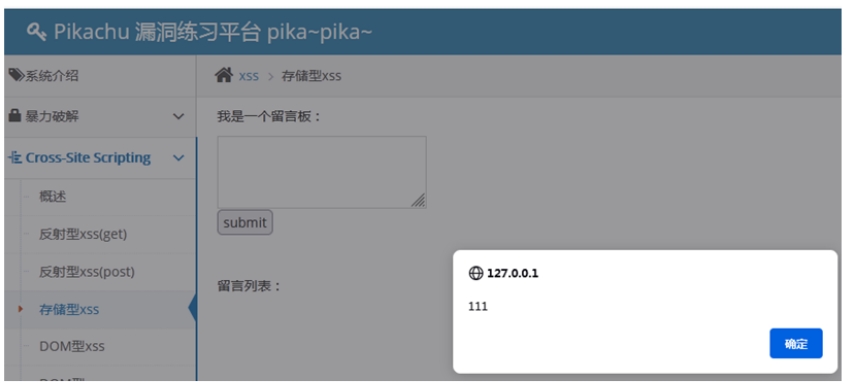 Pikachu 漏洞练习平台 pika~pika~
系统介绍
xss > 存储型xss
暴力破解
我是一个留言板：
Cross-Site Scripting
概述
submit
反射型xss(get)
反射型xss(post)
留言列表：
存储型xss
DOM型xss
127.0.0.1
111
确定